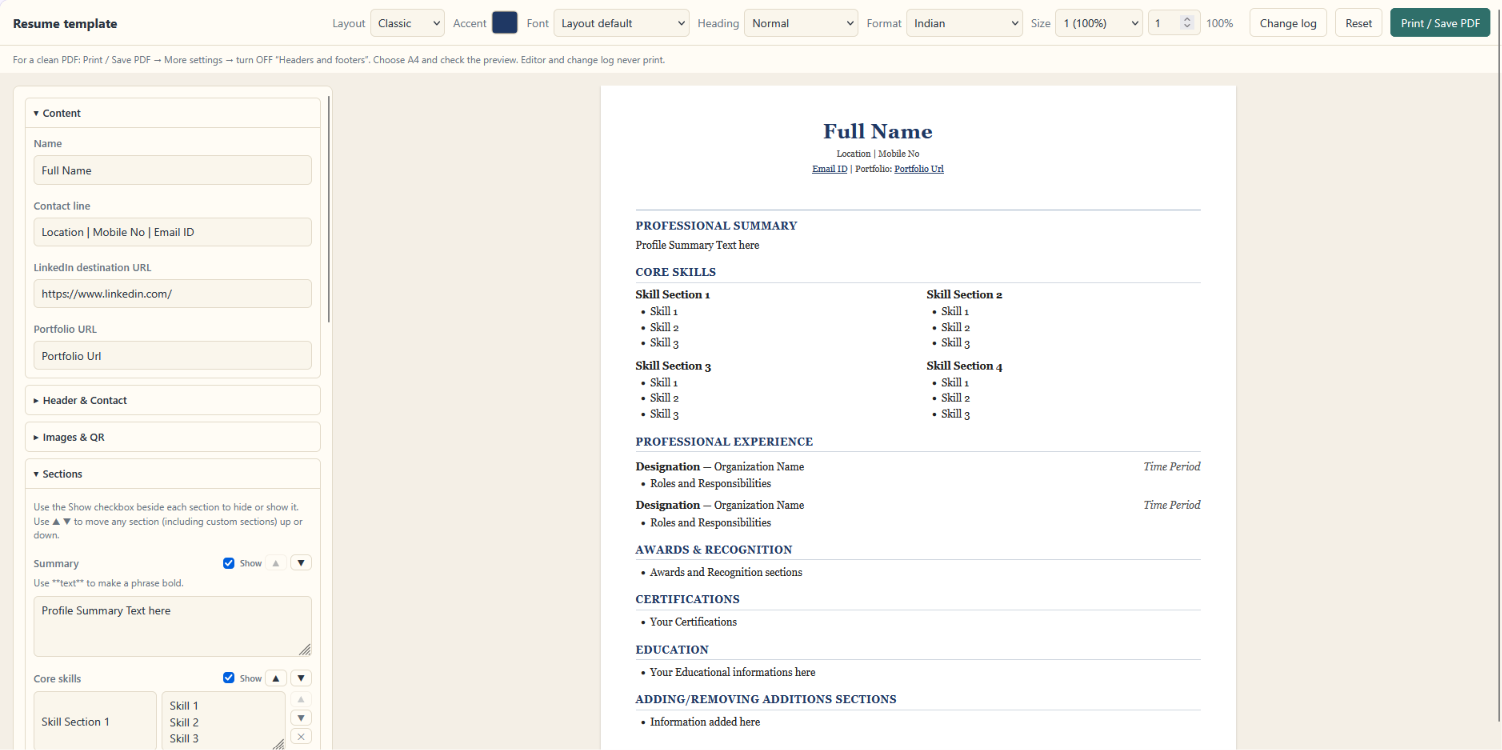 Resume template
Layout Classic Accent Font Layout default Heading Normal Format Indian Size 1 (100%) 1 100% Change log Reset Print / Save PDF
For a clean PDF: Print / Save PDF → More settings → turn OFF "Headers and footers". Choose A4 and check the preview. Editor and change log never print.
▾ Content
Name
Full Name
Contact line
Location | Mobile No | Email ID
LinkedIn destination URL
https://www.linkedin.com/
Portfolio URL
Portfolio Url
▸ Header & Contact
▸ Images & QR
▾ Sections
Use the Show checkbox beside each section to hide or show it.
Use ▲ ▼ to move any section (including custom sections) up or
down.
Summary Show ▲ ▼
Use **text** to make a phrase bold.
Profile Summary Text here
Core skills Show ▲ ▼
Skill Section 1
Skill 1
Skill 2
Skill 3
▲
▼
×
Full Name
Location | Mobile No
Email ID | Portfolio: Portfolio Url
PROFESSIONAL SUMMARY
Profile Summary Text here
CORE SKILLS
Skill Section 1
• Skill 1
• Skill 2
• Skill 3
Skill Section 2
• Skill 1
• Skill 2
• Skill 3
Skill Section 3
• Skill 1
• Skill 2
• Skill 3
Skill Section 4
• Skill 1
• Skill 2
• Skill 3
PROFESSIONAL EXPERIENCE
Designation — Organization Name Time Period
• Roles and Responsibilities
Designation — Organization Name Time Period
• Roles and Responsibilities
AWARDS & RECOGNITION
• Awards and Recognition sections
CERTIFICATIONS
• Your Certifications
EDUCATION
• Your Educational informations here
ADDING/REMOVING ADDITIONS SECTIONS
• Information added here